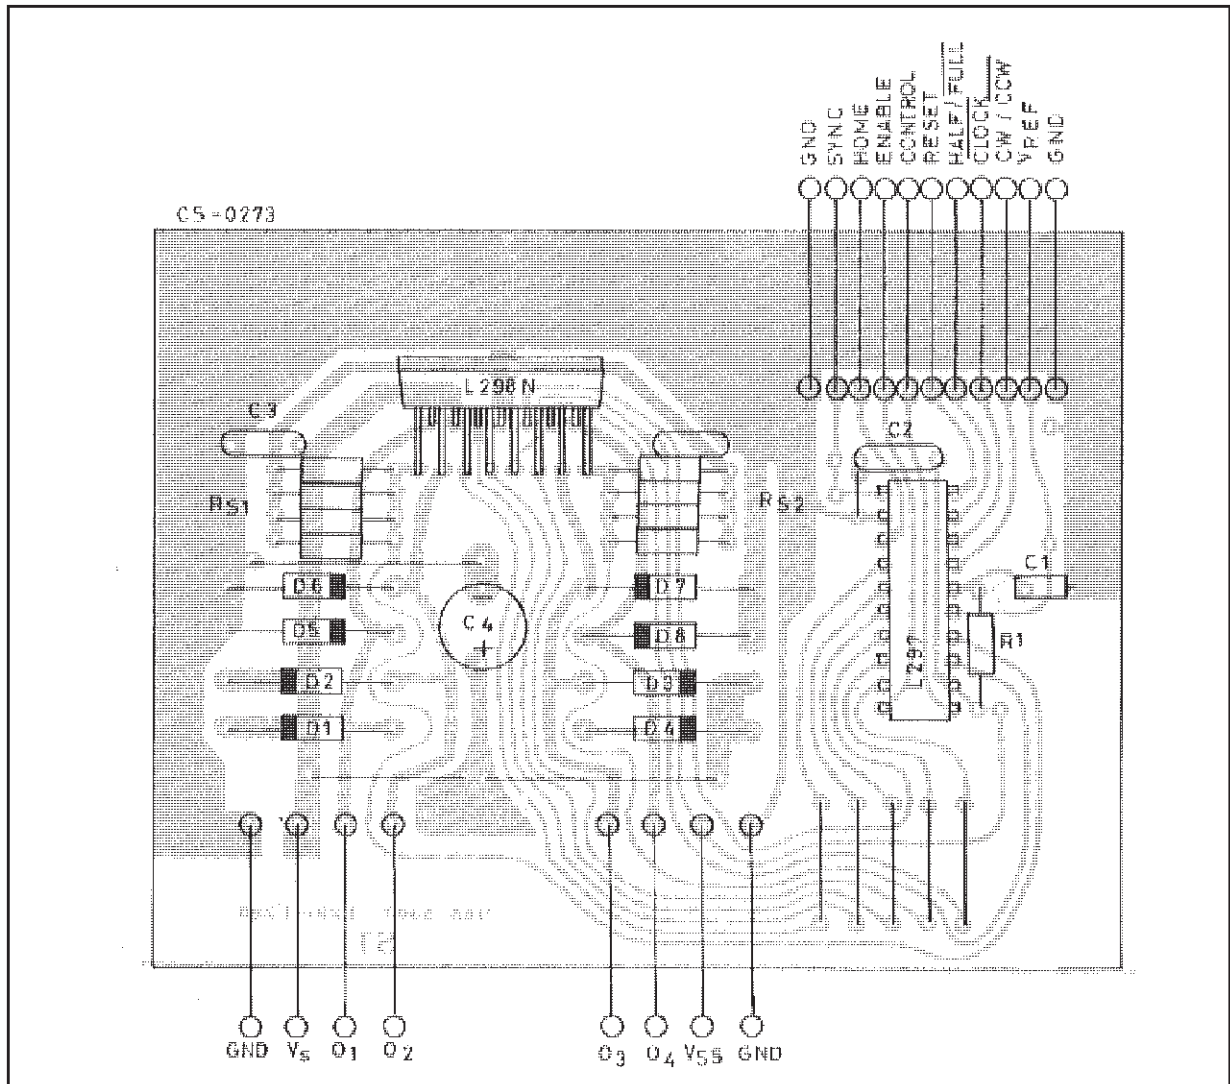 GND
SYNC
HOME
ENABLE
CONTROL
RESET
HALF/FULL
CLOCK
CW / CCW
VREF
GND
CS-0273
L298N
C3
C2
RS1
RS2
C1
D6
D7
C4
+
D5
D8
R1
L297
D2
D3
D1
D4
GND
Vs
O1
O2
O3
O4
VSS
GND